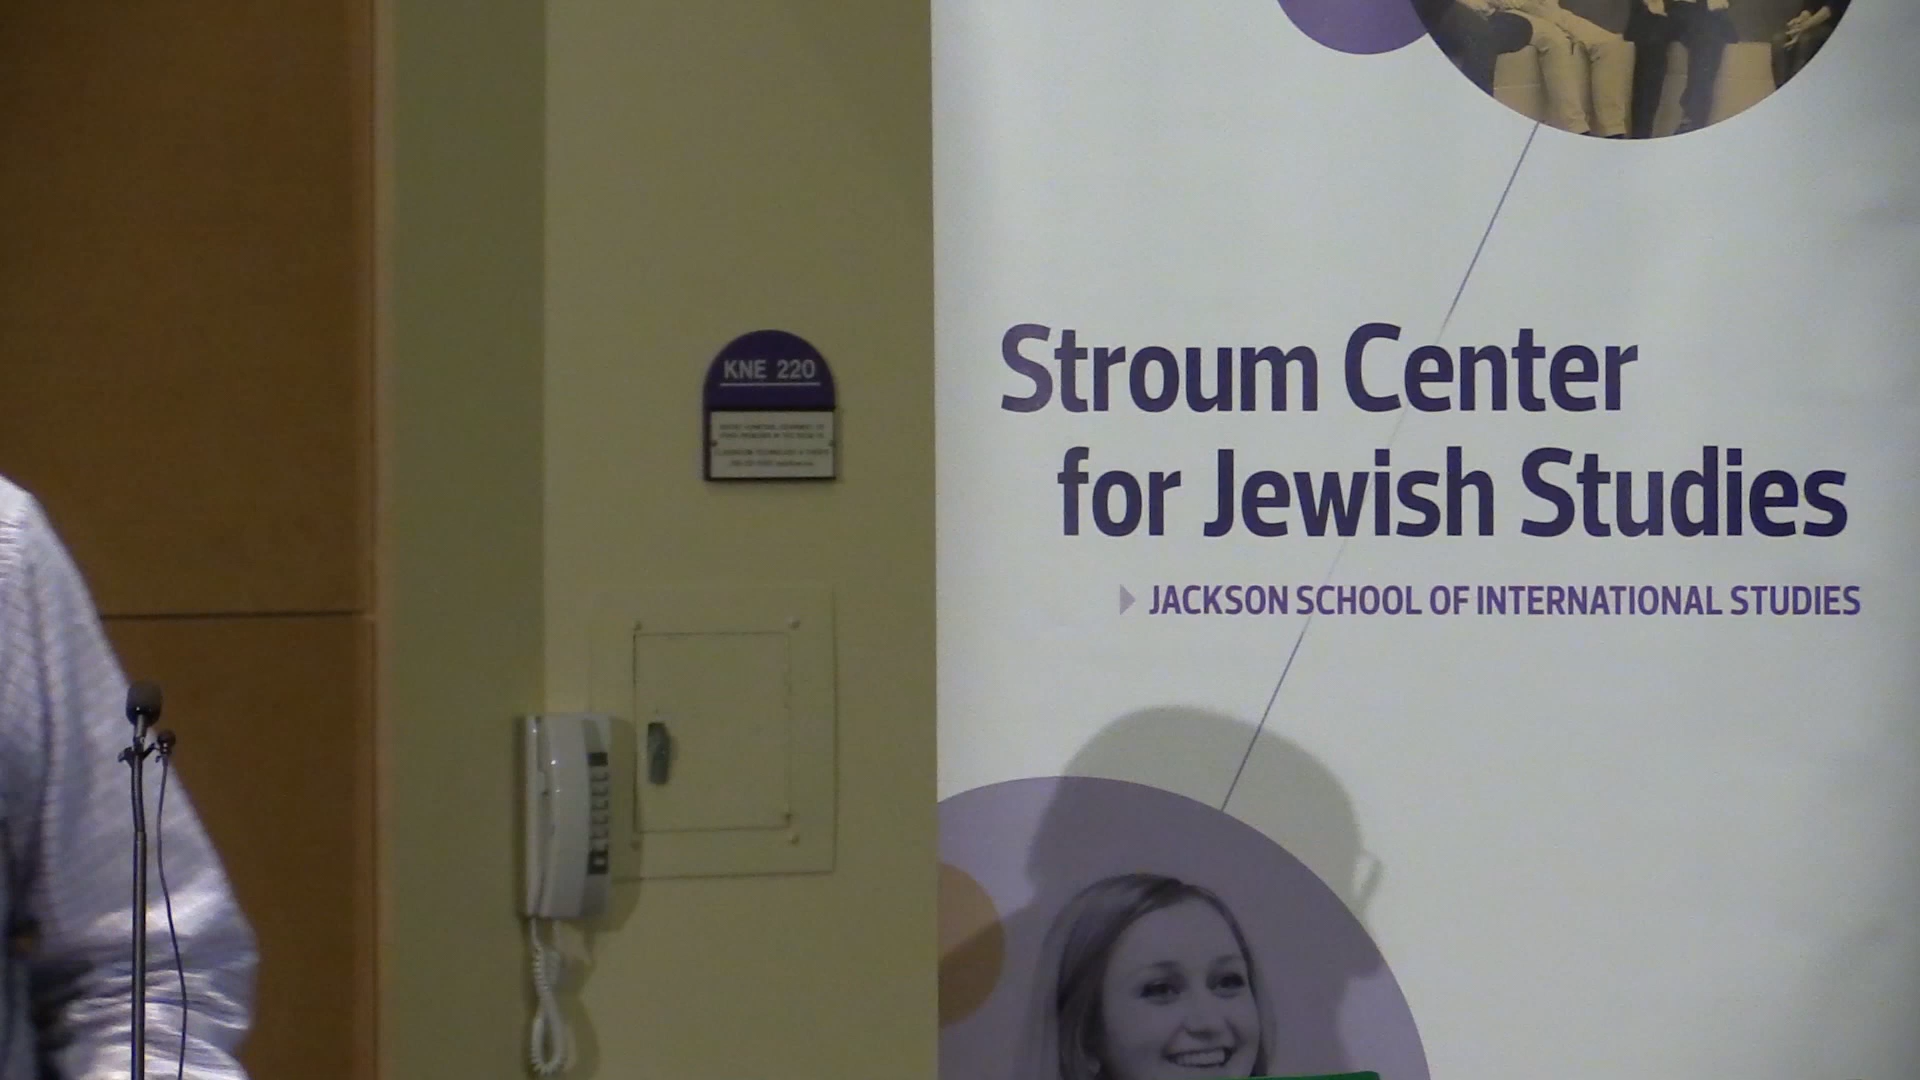 KNE 220
Stroum Center
for Jewish Studies
JACKSON SCHOOL OF INTERNATIONAL STUDIES